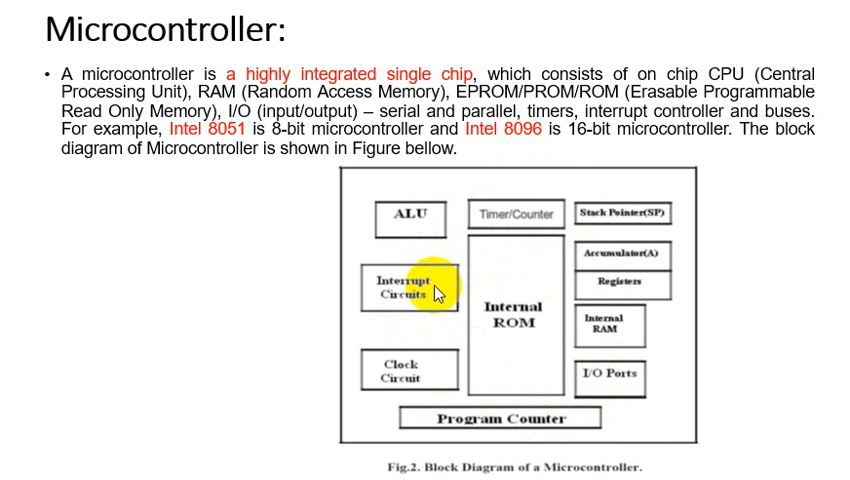 Microcontroller:
• A microcontroller is a highly integrated single chip, which consists of on chip CPU (Central
Processing Unit), RAM (Random Access Memory), EPROM/PROM/ROM (Erasable Programmable
Read Only Memory), I/O (input/output) – serial and parallel, timers, interrupt controller and buses.
For example, Intel 8051 is 8-bit microcontroller and Intel 8096 is 16-bit microcontroller. The block
diagram of Microcontroller is shown in Figure bellow.
ALU
Timer/Counter
Stack Pointer(SP)
Accumulator(A)
Interrupt
Circuits
Registers
Internal
ROM
Internal
RAM
Clock
Circuit
I/O Ports
Program Counter
Fig.2. Block Diagram of a Microcontroller.